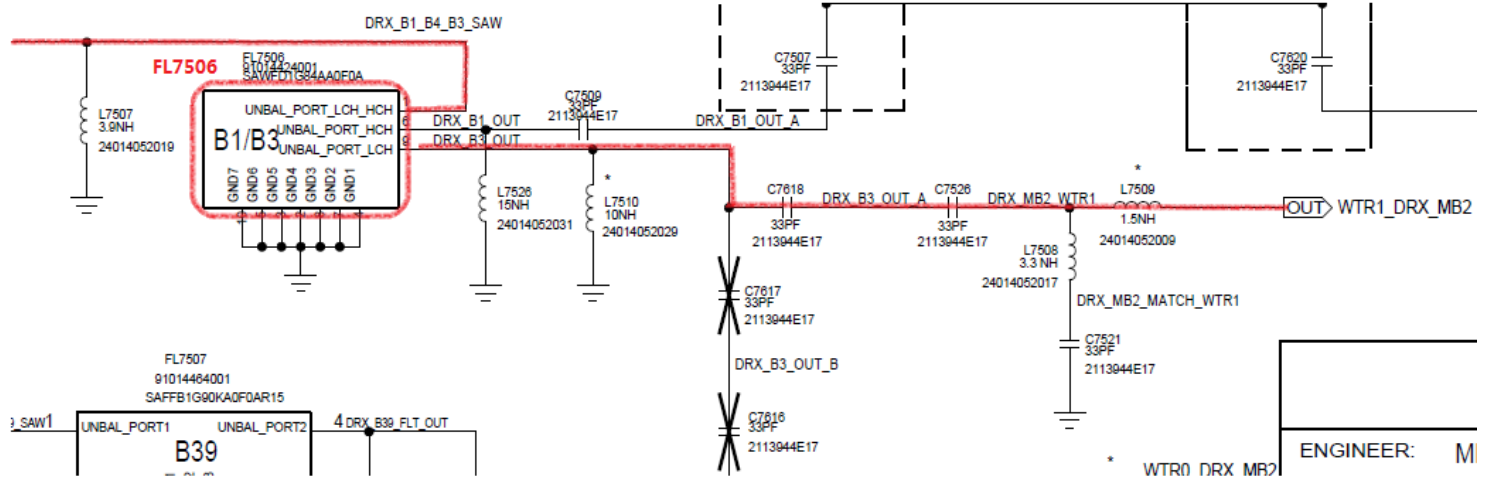 DRX_B1_B4_B3_SAW
FL7506
FL7506
91014424001
SAWFD1G84AA0F0A
L7507
3.9NH
24014052019
B1/B3
UNBAL_PORT_LCH_HCH
UNBAL_PORT_HCH
UNBAL_PORT_LCH
GND7
GND6
GND5
GND4
GND3
GND2
GND1
6
9
DRX_B1_OUT
DRX_B3_OUT
C7509
33PF
2113944E17
DRX_B1_OUT_A
C7507
33PF
2113944E17
C7620
33PF
2113944E17
L7526
15NH
24014052031
*
L7510
10NH
24014052029
C7618
33PF
2113944E17
DRX_B3_OUT_A
C7526
33PF
2113944E17
DRX_MB2_WTR1
*
L7509
1.5NH
24014052009
OUT
WTR1_DRX_MB2
L7508
3.3 NH
24014052017
DRX_MB2_MATCH_WTR1
C7521
33PF
2113944E17
C7617
33PF
2113944E17
DRX_B3_OUT_B
C7616
33PF
2113944E17
FL7507
91014464001
SAFFB1G90KA0F0AR15
_SAW1
UNBAL_PORT1
UNBAL_PORT2
B39
4 DRX_B39_FLT_OUT
*
WTR0_DRX_MB2
ENGINEER: